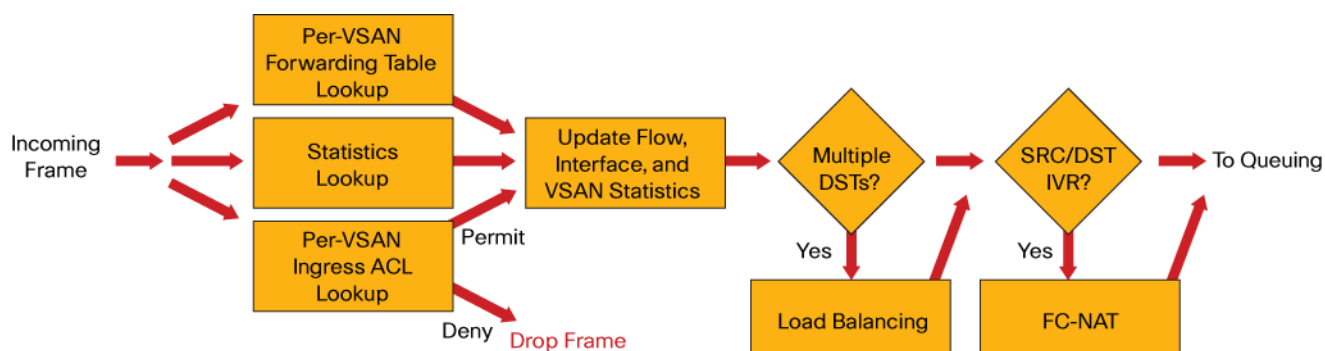 Incoming
Frame
Per-VSAN
Forwarding Table
Lookup
Statistics
Lookup
Per-VSAN
Ingress ACL
Lookup
Permit
Deny
Drop Frame
Update Flow,
Interface, and
VSAN Statistics
Multiple
DSTs?
Yes
Load Balancing
SRC/DST
IVR?
Yes
FC-NAT
To Queuing